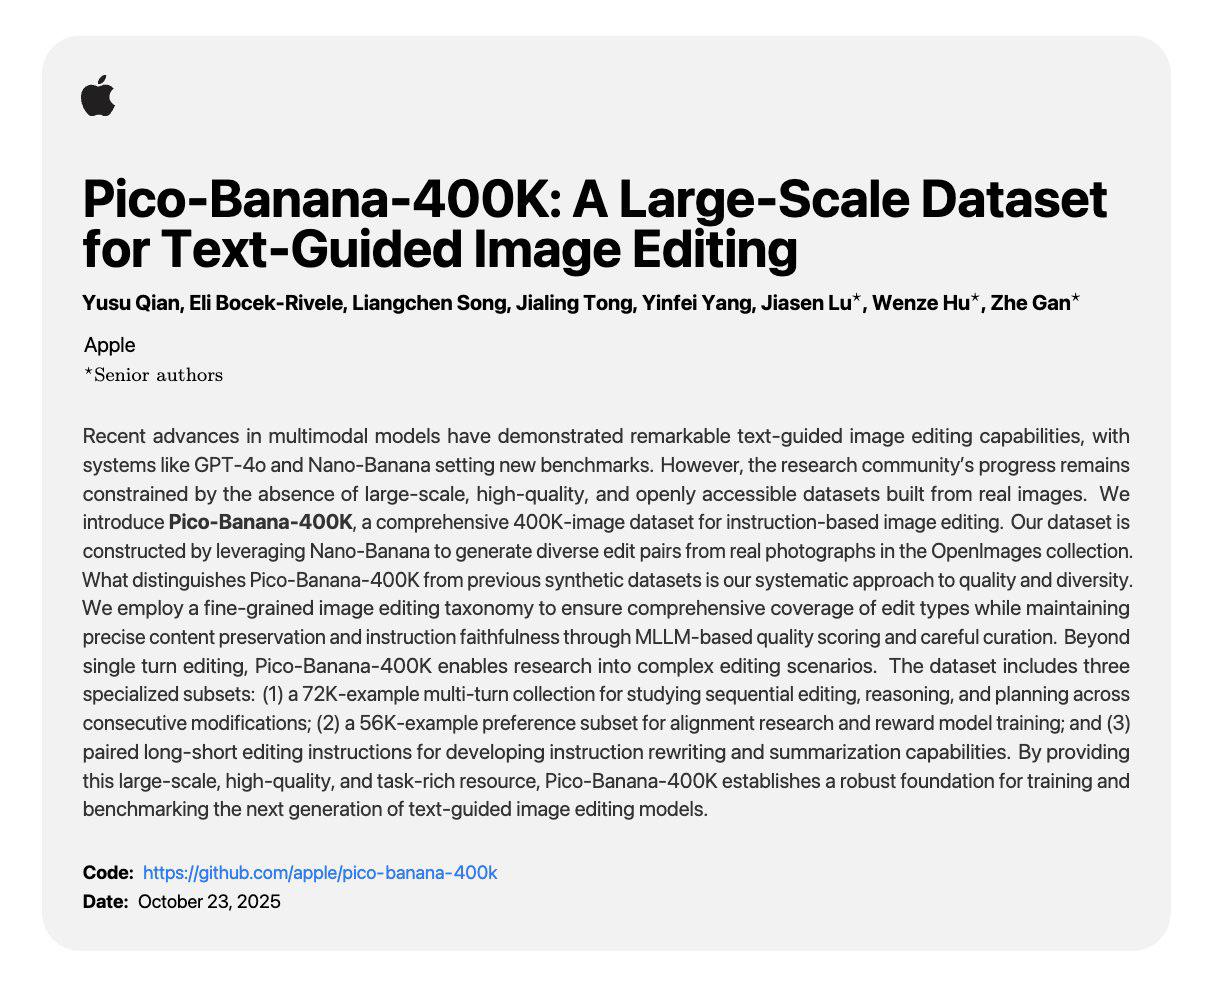 Pico-Banana-400K: A Large-Scale Dataset
for Text-Guided Image Editing
Yusu Qian, Eli Bocek-Rivele, Liangchen Song, Jialing Tong, Yinfei Yang, Jiasen Lu⋆, Wenze Hu⋆, Zhe Gan⋆
Apple
⋆Senior authors
Recent advances in multimodal models have demonstrated remarkable text-guided image editing capabilities, with
systems like GPT-4o and Nano-Banana setting new benchmarks. However, the research community’s progress remains
constrained by the absence of large-scale, high-quality, and openly accessible datasets built from real images. We
introduce Pico-Banana-400K, a comprehensive 400K-image dataset for instruction-based image editing. Our dataset is
constructed by leveraging Nano-Banana to generate diverse edit pairs from real photographs in the OpenImages collection.
What distinguishes Pico-Banana-400K from previous synthetic datasets is our systematic approach to quality and diversity.
We employ a fine-grained image editing taxonomy to ensure comprehensive coverage of edit types while maintaining
precise content preservation and instruction faithfulness through MLLM-based quality scoring and careful curation. Beyond
single turn editing, Pico-Banana-400K enables research into complex editing scenarios. The dataset includes three
specialized subsets: (1) a 72K-example multi-turn collection for studying sequential editing, reasoning, and planning across
consecutive modifications; (2) a 56K-example preference subset for alignment research and reward model training; and (3)
paired long-short editing instructions for developing instruction rewriting and summarization capabilities. By providing
this large-scale, high-quality, and task-rich resource, Pico-Banana-400K establishes a robust foundation for training and
benchmarking the next generation of text-guided image editing models.
Code: https://github.com/apple/pico-banana-400k
Date: October 23, 2025